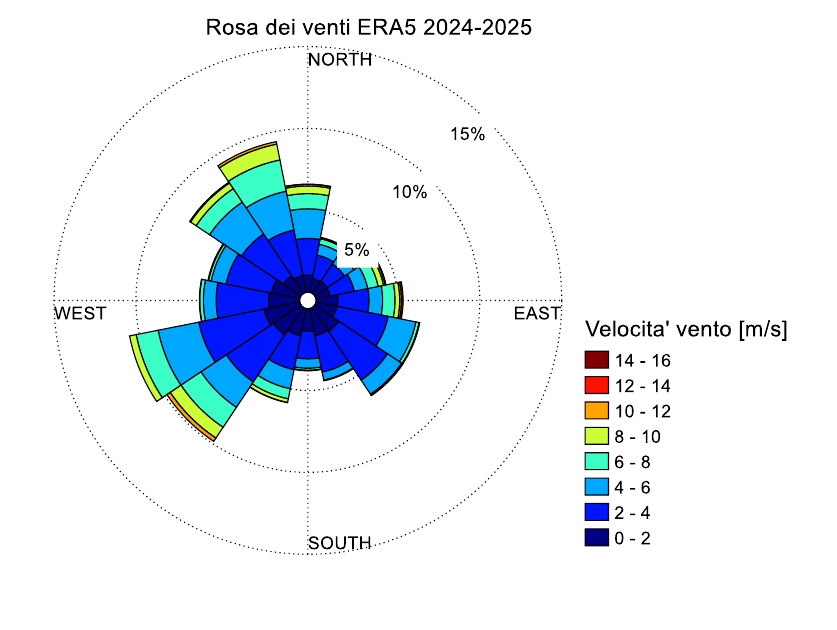 Rosa dei venti ERA5 2024-2025
NORTH
15%
10%
5%
WEST
EAST
SOUTH
Velocita' vento [m/s]
14 - 16
12 - 14
10 - 12
8 - 10
6 - 8
4 - 6
2 - 4
0 - 2